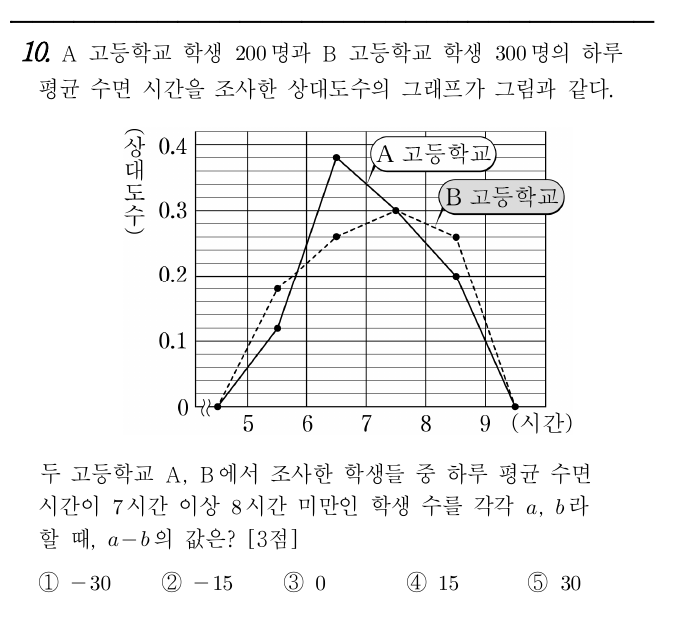 10. A 고등학교 학생 200명과 B 고등학교 학생 300명의 하루
평균 수면 시간을 조사한 상대도수의 그래프가 그림과 같다.
(상대도수)
0.4
0.3
0.2
0.1
0
A 고등학교
B 고등학교
5 6 7 8 9 (시간)
두 고등학교 A, B에서 조사한 학생들 중 하루 평균 수면
시간이 7시간 이상 8시간 미만인 학생 수를 각각 a, b라
할 때, a-b의 값은? [3점]
① -30 ② -15 ③ 0 ④ 15 ⑤ 30